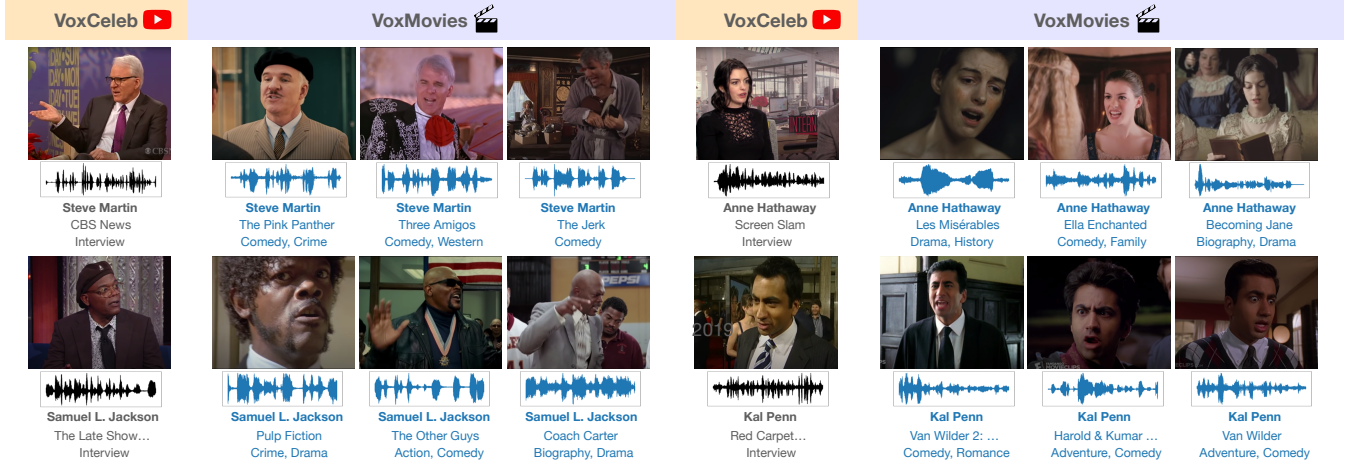 VoxCeleb
VoxMovies
VoxCeleb
VoxMovies
Steve Martin
CBS News
Interview
Steve Martin
The Pink Panther
Comedy, Crime
Steve Martin
Three Amigos
Comedy, Western
Steve Martin
The Jerk
Comedy
Anne Hathaway
Screen Slam
Interview
Anne Hathaway
Les Misérables
Drama, History
Anne Hathaway
Ella Enchanted
Comedy, Family
Anne Hathaway
Becoming Jane
Biography, Drama
PEPSI
2019
Samuel L. Jackson
The Late Show…
Interview
Samuel L. Jackson
Pulp Fiction
Crime, Drama
Samuel L. Jackson
The Other Guys
Action, Comedy
Samuel L. Jackson
Coach Carter
Biography, Drama
Kal Penn
Red Carpet…
Interview
Kal Penn
Van Wilder 2: …
Comedy, Romance
Kal Penn
Harold & Kumar …
Adventure, Comedy
Kal Penn
Van Wilder
Adventure, Comedy